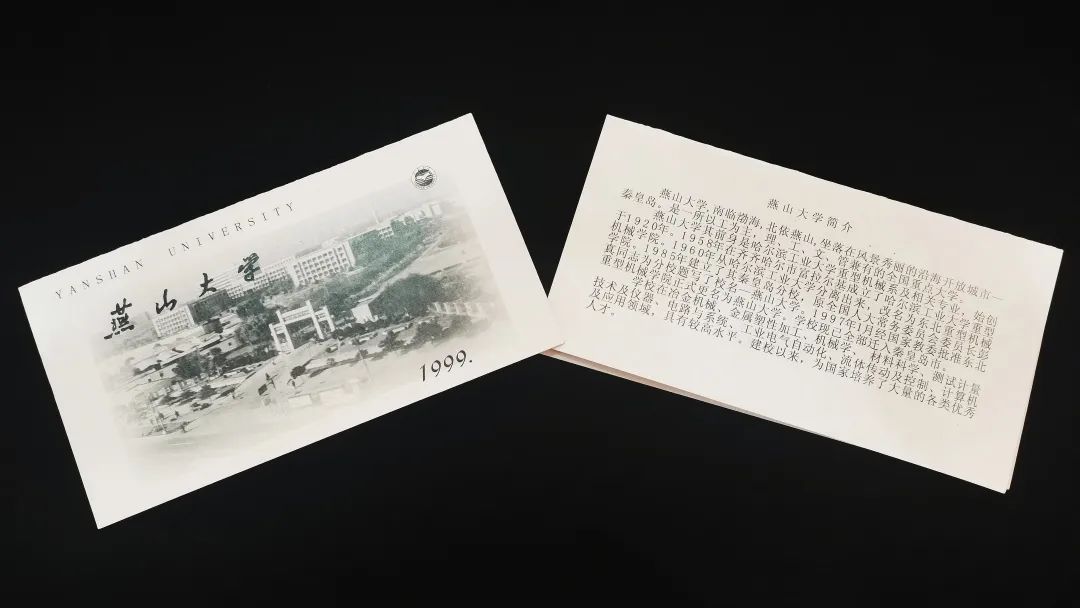 YANSHAN UNIVERSITY
燕山大学
1999.
燕山大学简介
燕山大学,南临渤海,北依燕山,坐落在风景秀丽的沿海开放城市—
秦皇岛。是一所以工为主,理、工、文、学科兼有的全国重点大学。
燕山大学其前身是哈尔滨工业大学重型机械系及相关专业,始创
于1920年。1958年齐齐哈尔市富拉尔基成立了哈尔滨工业大学重型
机械学院。1960年从哈尔滨工业大学分离出来,改名为东北重型机械
学院。1985年建立了其秦皇岛分校,原全国人大常务委员会委员长彭
真同志为分校题写了校名—燕山大学。1997年1月经国家教委批准东北
重型机械学院正式更名为燕山大学,学校现已全部迁入秦皇岛市。
学校在冶金机械、金属塑性加工、机械学、材料科学、测试计量
技术及仪器、电路与系统、工业电气自动化、流体传动及控制、计算机
及应用领域,具有较高水平。建校以来,为国家培养了大量的各类优秀
人才。